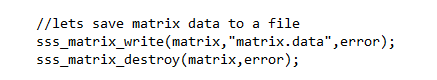 //lets save matrix data to a file
sss_matrix_write(matrix,"matrix.data",error);
sss_matrix_destroy(matrix,error);